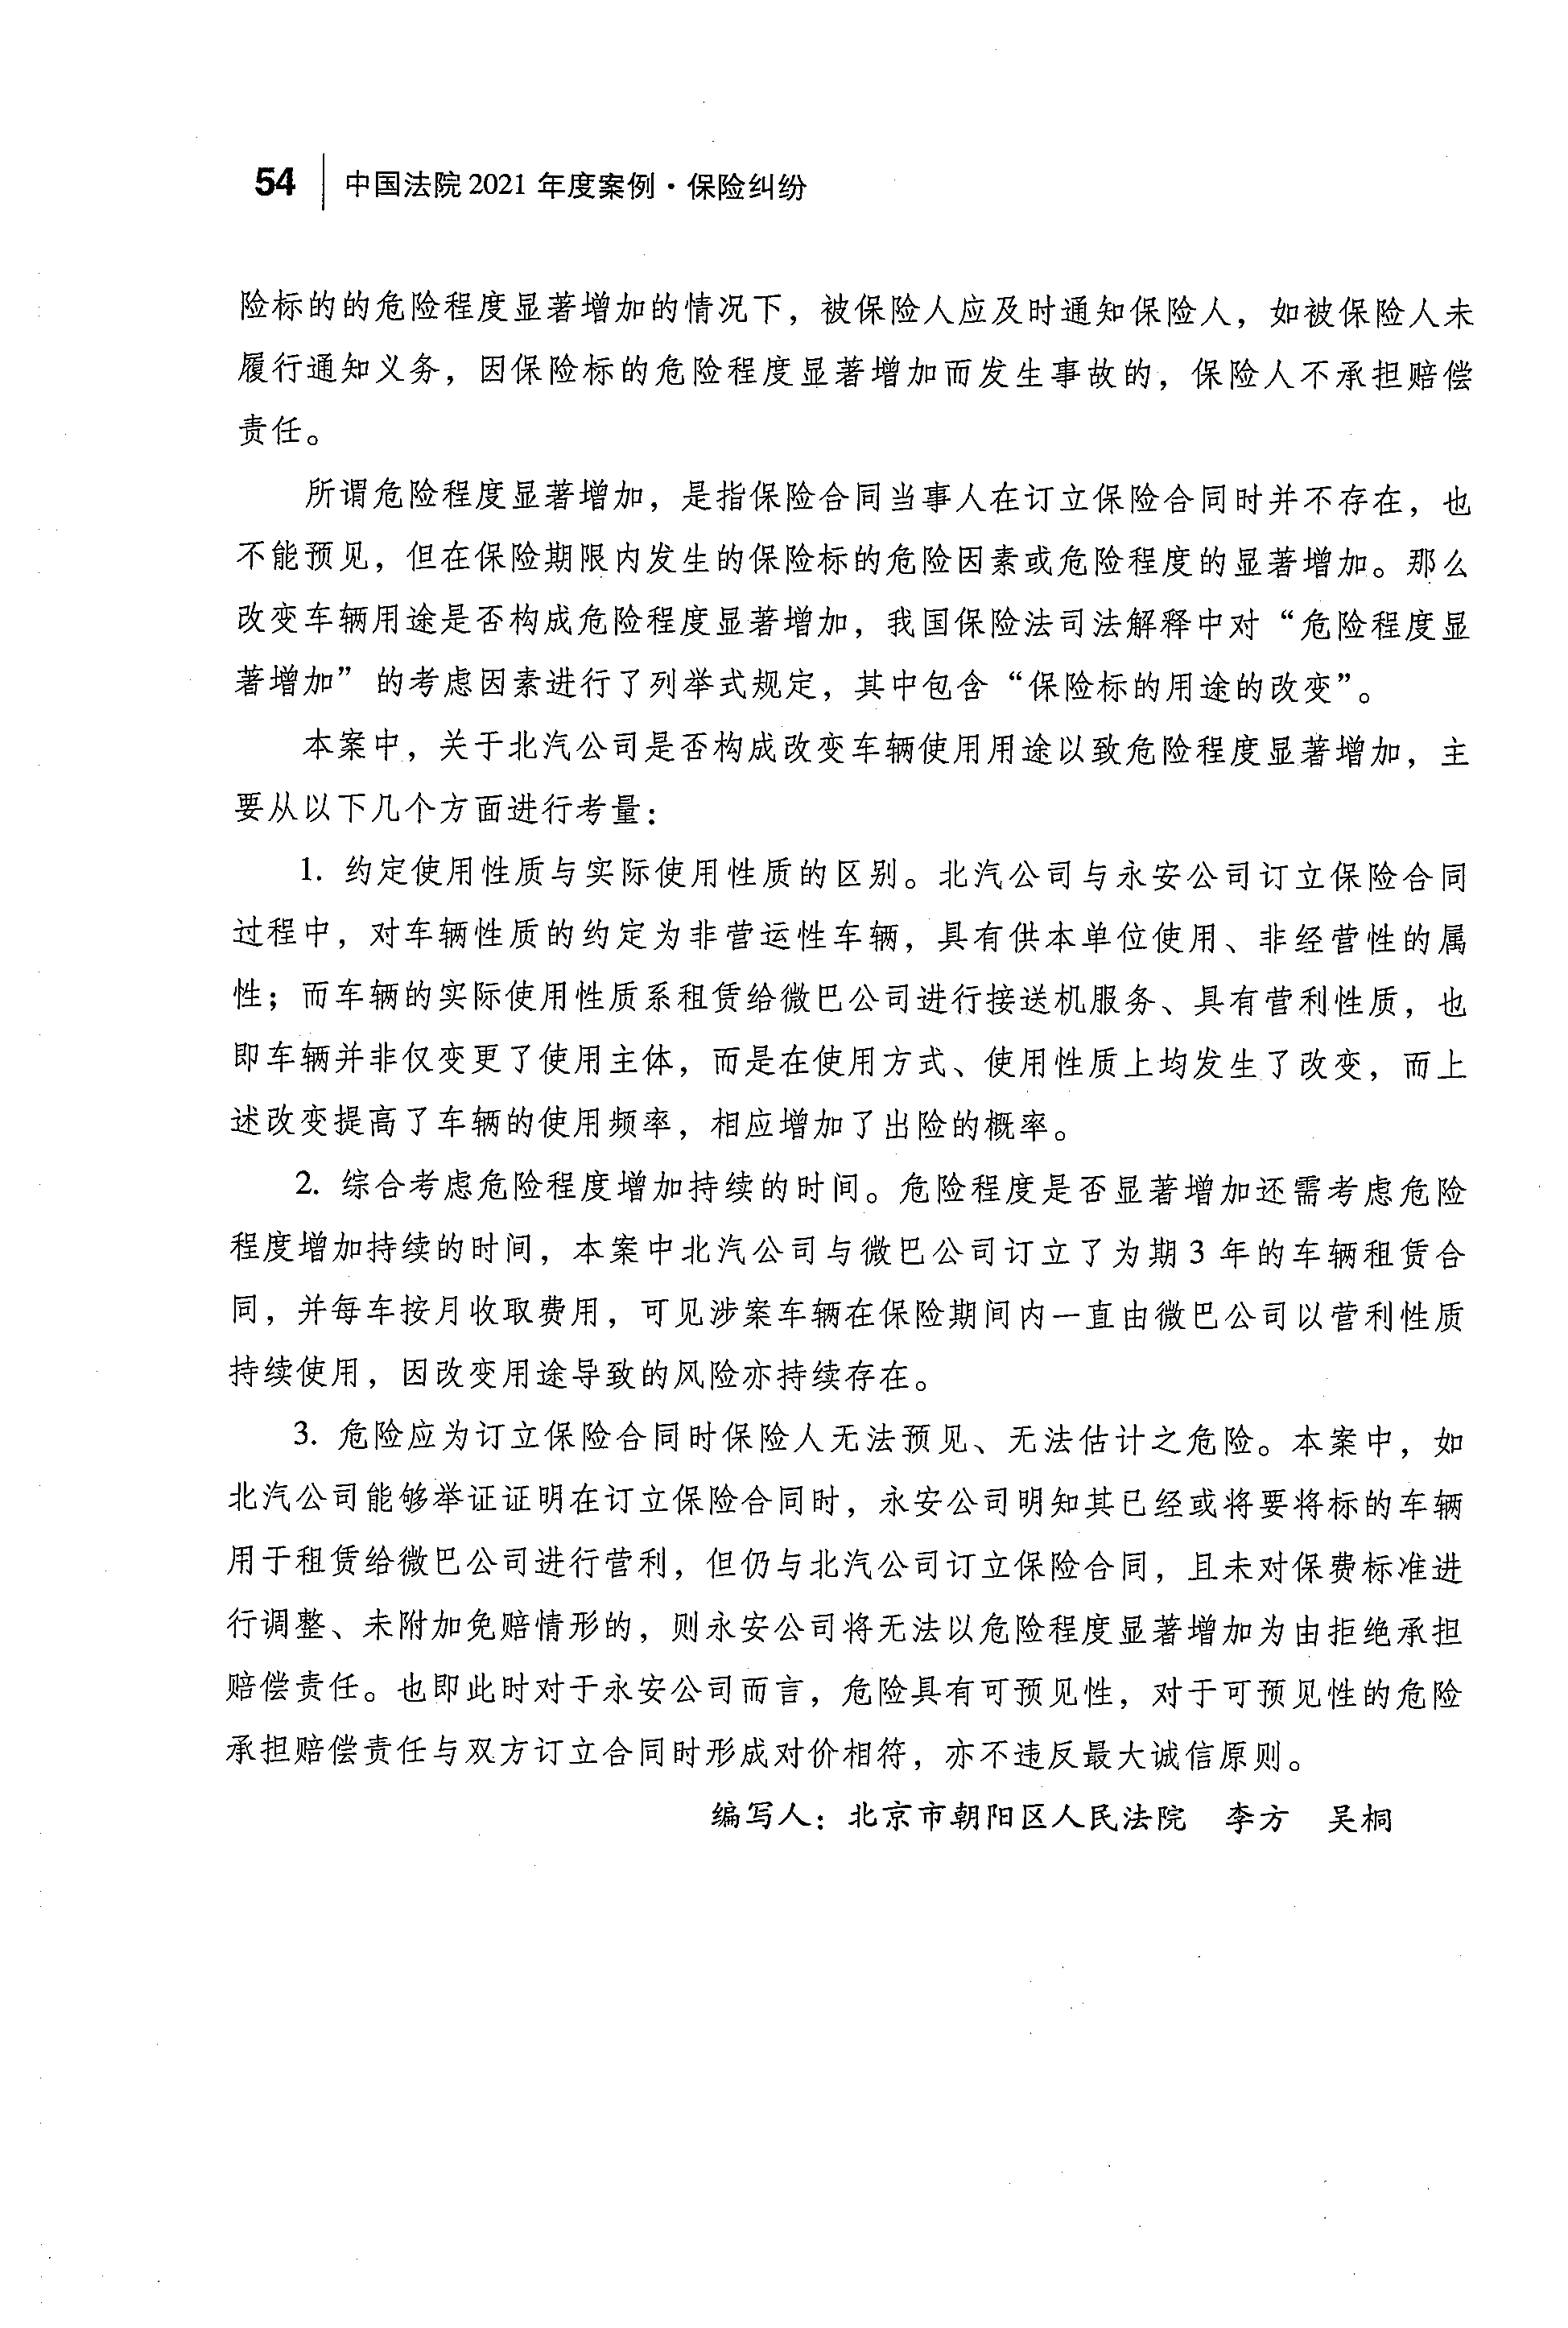 54 中国法院 2021 年度案例·保险纠纷
险标的的危险程度显著增加的情况下，被保险人应及时通知保险人，如被保险人未
履行通知义务，因保险标的危险程度显著增加而发生事故的，保险人不承担赔偿
责任。
所谓危险程度显著增加，是指保险合同当事人在订立保险合同时并不存在，也
不能预见，但在保险期限内发生的保险标的危险因素或危险程度的显著增加。那么
改变车辆用途是否构成危险程度显著增加，我国保险法司法解释中对“危险程度显
著增加”的考虑因素进行了列举式规定，其中包含“保险标的用途的改变”。
本案中，关于北汽公司是否构成改变车辆使用用途以致危险程度显著增加，主
要从以下几个方面进行考量：
1. 约定使用性质与实际使用性质的区别。北汽公司与永安公司订立保险合同
过程中，对车辆性质的约定为非营运性车辆，具有供本单位使用、非经营性的属
性；而车辆的实际使用性质系租赁给微巴公司进行接送机服务、具有营利性质，也
即车辆并非仅变更了使用主体，而是在使用方式、使用性质上均发生了改变，而上
述改变提高了车辆的使用频率，相应增加了出险的概率。
2. 综合考虑危险程度增加持续的时间。危险程度是否显著增加还需考虑危险
程度增加持续的时间，本案中北汽公司与微巴公司订立了为期 3 年的车辆租赁合
同，并每车按月收取费用，可见涉案车辆在保险期间内一直由微巴公司以营利性质
持续使用，因改变用途导致的风险亦持续存在。
3. 危险应为订立保险合同时保险人无法预见、无法估计之危险。本案中，如
北汽公司能够举证证明在订立保险合同时，永安公司明知其已经或将要将标的车辆
用于租赁给微巴公司进行营利，但仍与北汽公司订立保险合同，且未对保费标准进
行调整、未附加免赔情形的，则永安公司将无法以危险程度显著增加为由拒绝承担
赔偿责任。也即此时对于永安公司而言，危险具有可预见性，对于可预见性的危险
承担赔偿责任与双方订立合同时形成对价相符，亦不违反最大诚信原则。
编写人：北京市朝阳区人民法院 李方 吴桐